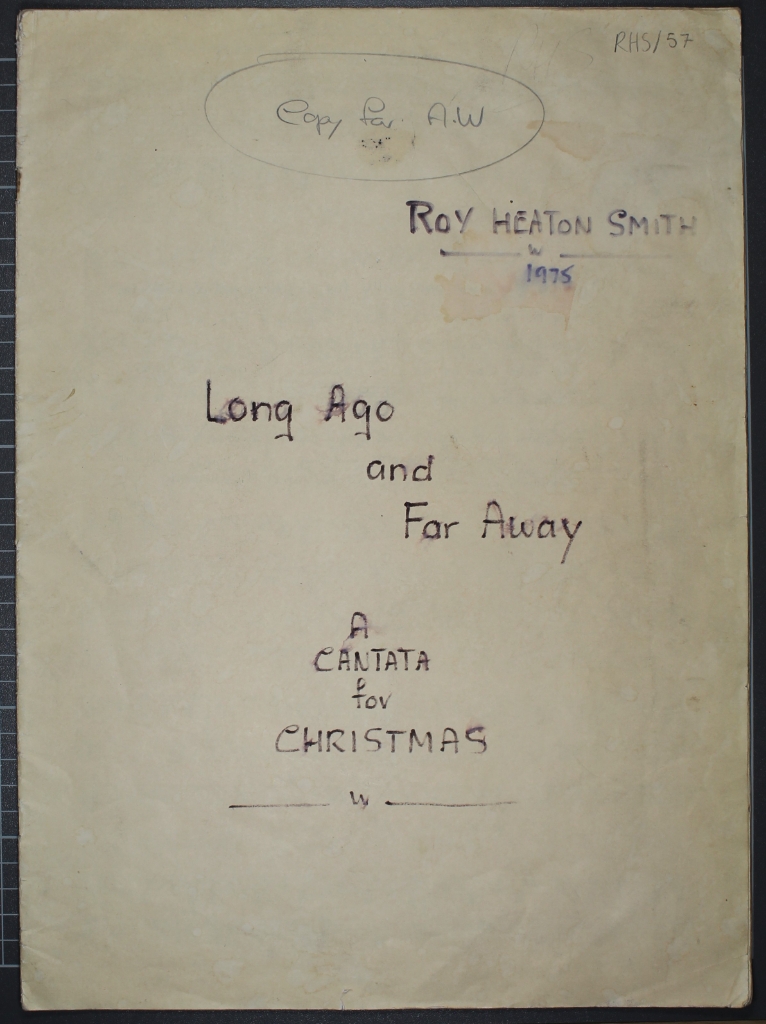 RHS/57
Copy for A.W
ROY HEATON SMITH
1975
Long Ago
and
Far Away
A
CANTATA
for
CHRISTMAS